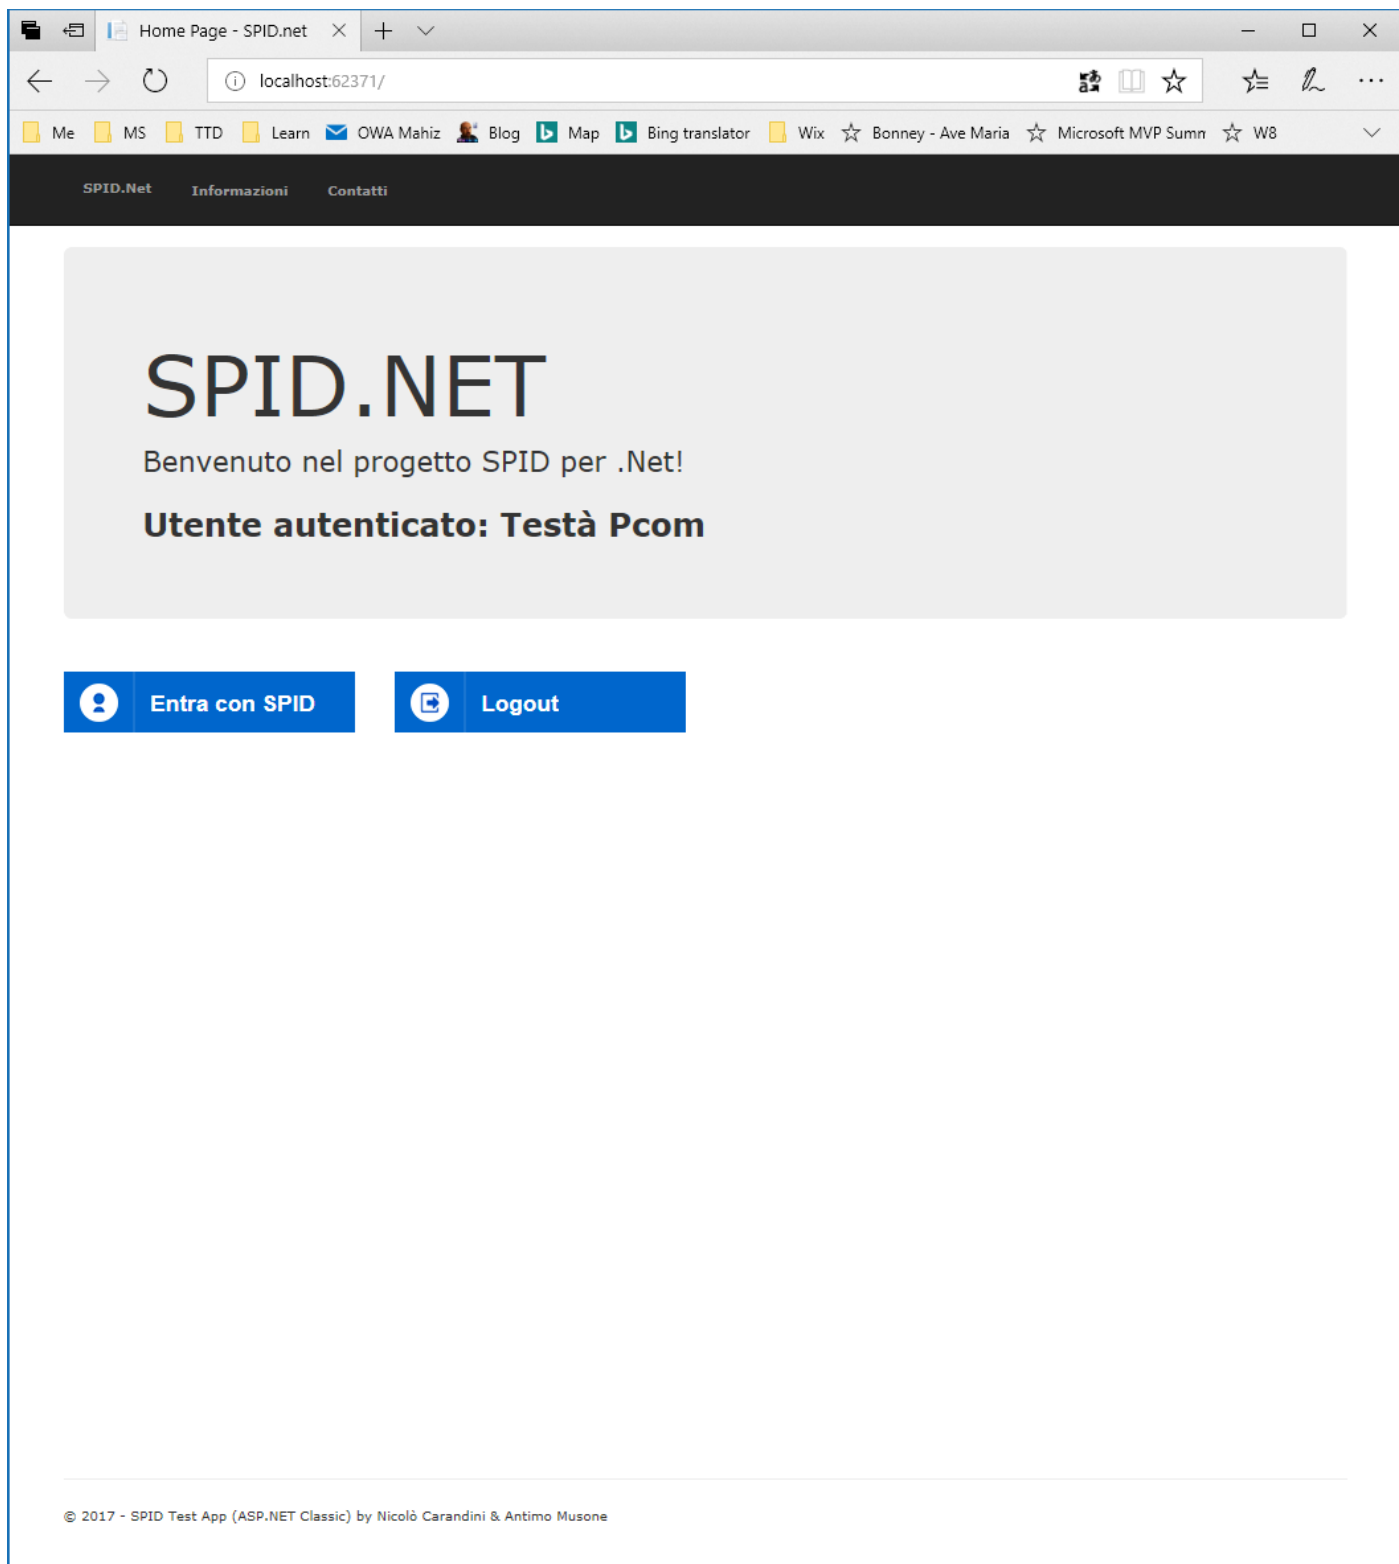 Home Page - SPID.net
localhost:62371/
Me MS TTD Learn OWA Mahiz Blog Map Bing translator Wix Bonney - Ave Maria Microsoft MVP Sumn W8
SPID.Net Informazioni Contatti
SPID.NET
Benvenuto nel progetto SPID per .Net!
Utente autenticato: Testà Pcom
Entra con SPID Logout
© 2017 - SPID Test App (ASP.NET Classic) by Nicolò Carandini & Antimo Musone